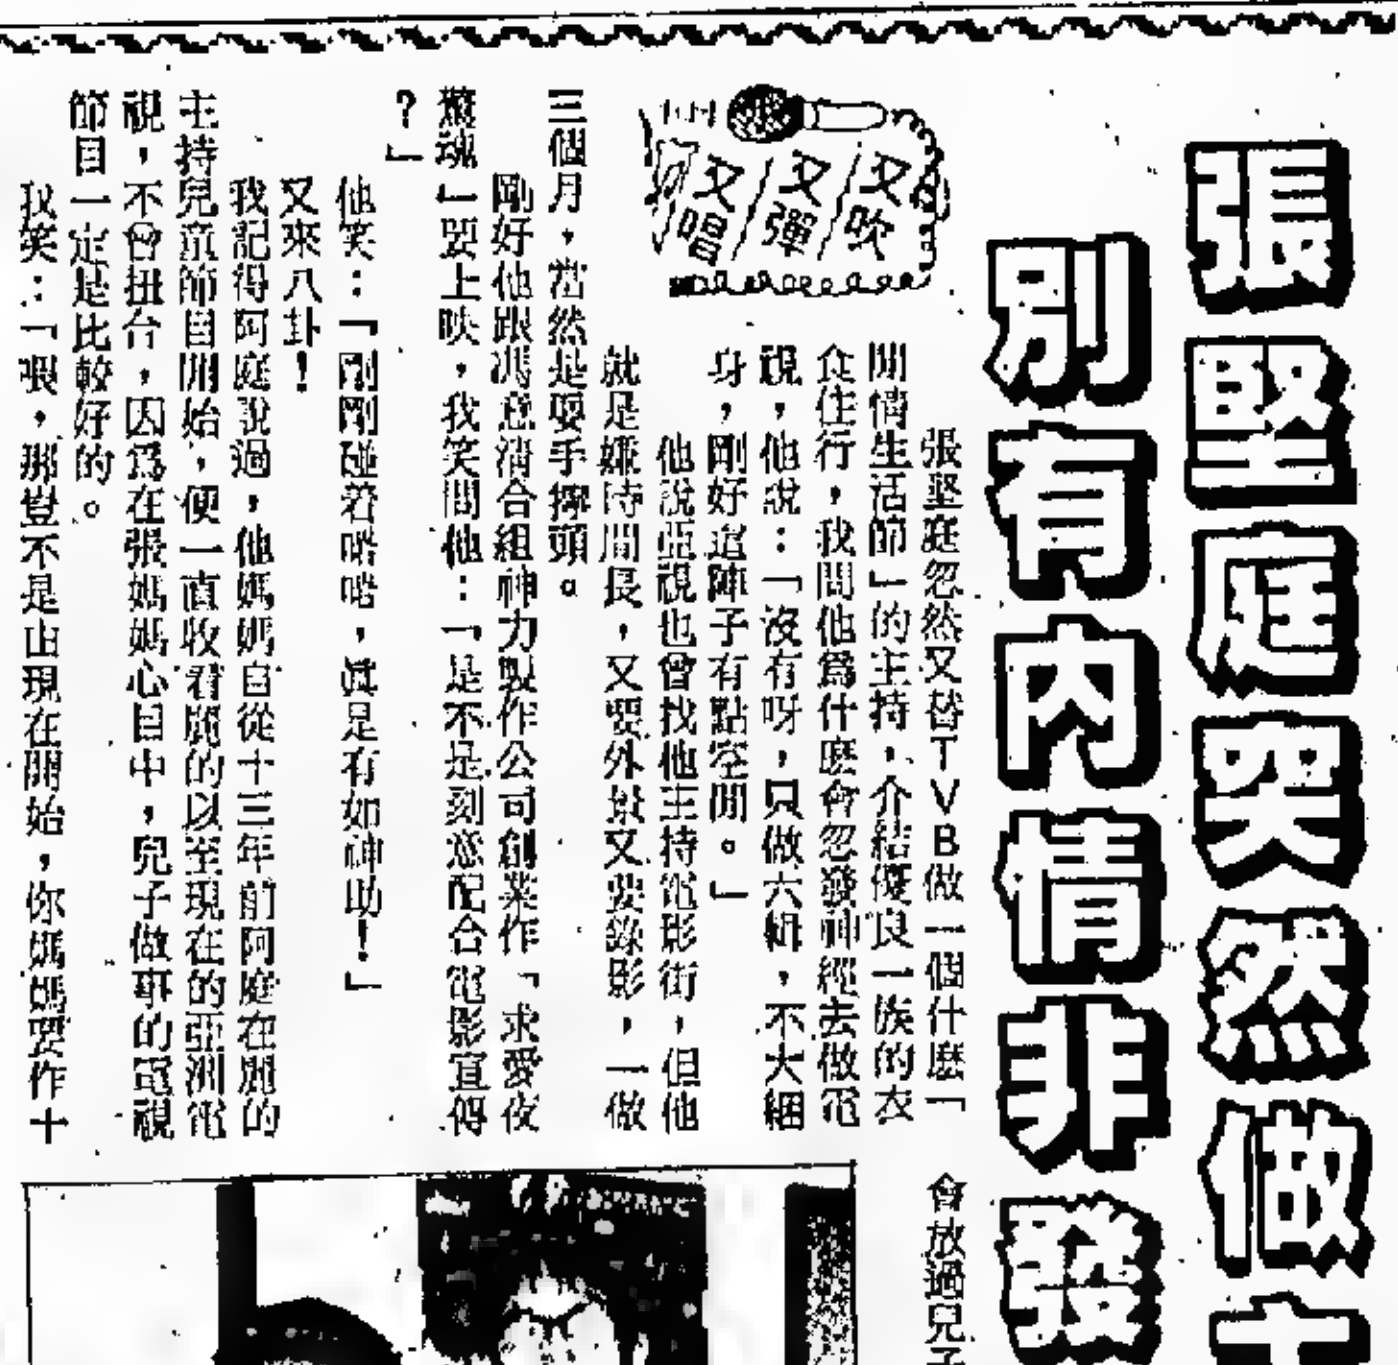 張堅庭突然做主
別有內情非發
又吹
又彈
又唱
張堅庭忽然又替TVB做一個什麽「
閒情生活節」的主持,介結優良一族的衣
食住行,我問他爲什麽會忽發神經去做電
視,他說:「沒有呀,只做六輯,不大綑
身,剛好這陣子有點空閒。」
他說亞視也曾找他主持電影街,但他
就是嫌時間長,又要外景又要錄影,一做
三個月,當然是耍手擰頭。
剛好他跟馮意淸合組神力製作公司創業作「求愛夜
驚魂」要上映,我笑問他:「是不是刻意配合電影宣傳
?」
他笑:「剛剛碰着啱啱,眞是有如神助!」
又來八卦!
我記得阿庭說過,他媽媽自從十三年前阿庭在麗的
主持兒童節目開始,便一直收看麗的以至現在的亞洲電
視,不曾扭台,因爲在張媽媽心目中,兒子做事的電視
節目一定是比較好的。
我笑:「喂,那豈不是由現在開始,你媽媽要作十
會放過兒子